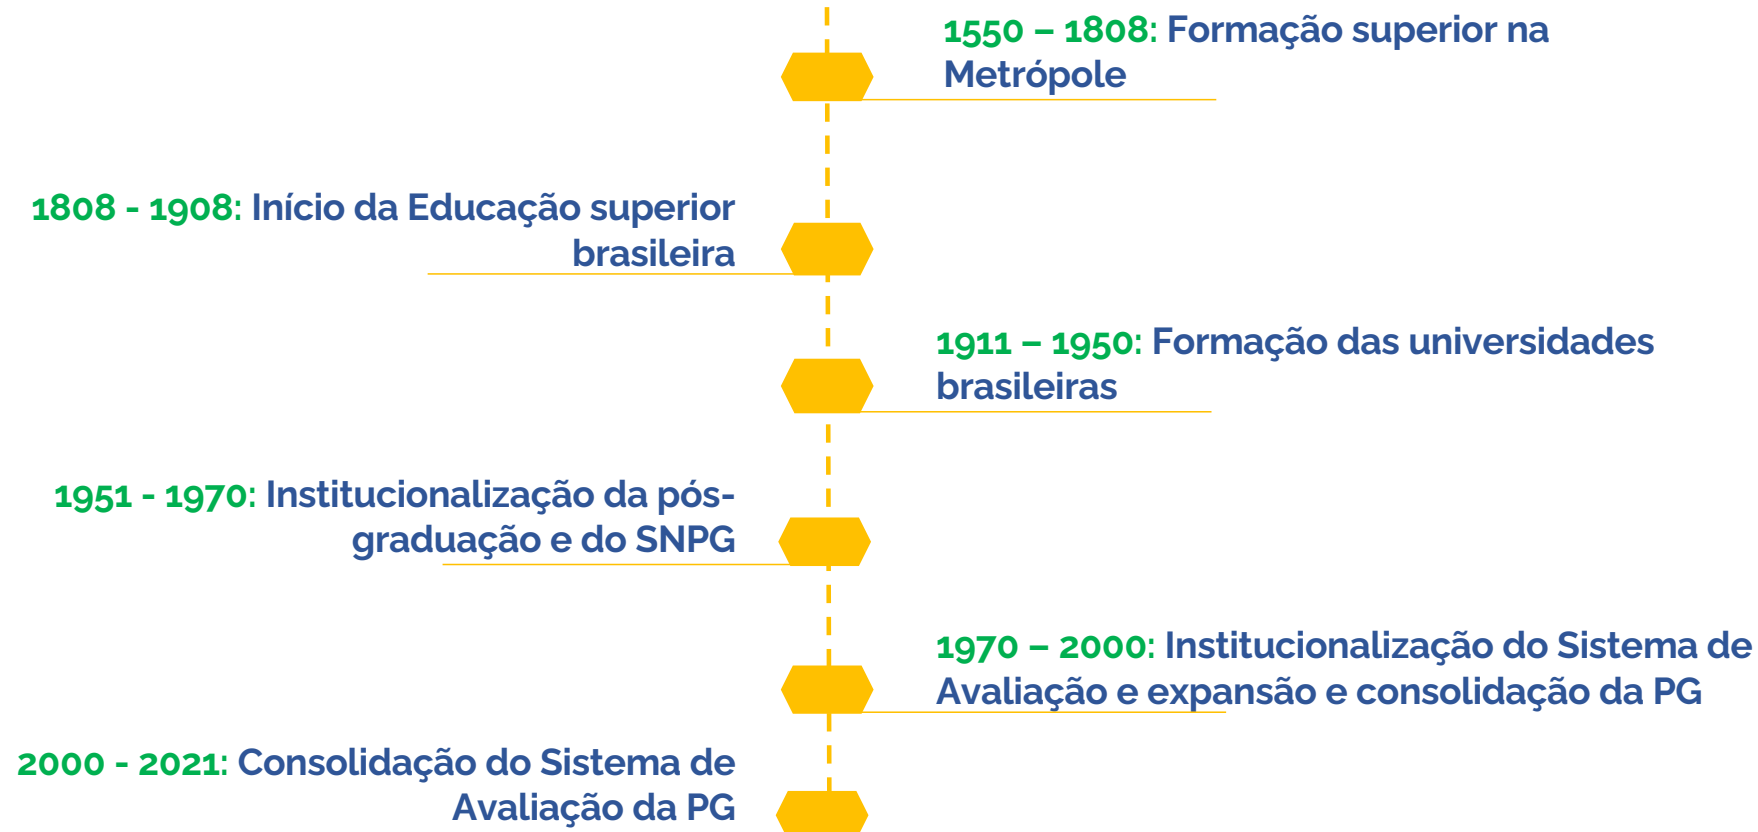 1550 – 1808: Formação superior na
Metrópole
1808 - 1908: Início da Educação superior
brasileira
1911 – 1950: Formação das universidades
brasileiras
1951 - 1970: Institucionalização da pós-
graduação e do SNPG
1970 – 2000: Institucionalização do Sistema de
Avaliação e expansão e consolidação da PG
2000 - 2021: Consolidação do Sistema de
Avaliação da PG